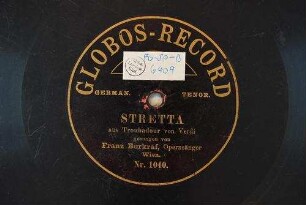 GLOBOS-RECORD
GERMAN. TENOR.
STRETTA
aus Troubadour von Verdi
gesungen von
Franz Burkraf, Opernsänger
Wien.
Nr. 1040.